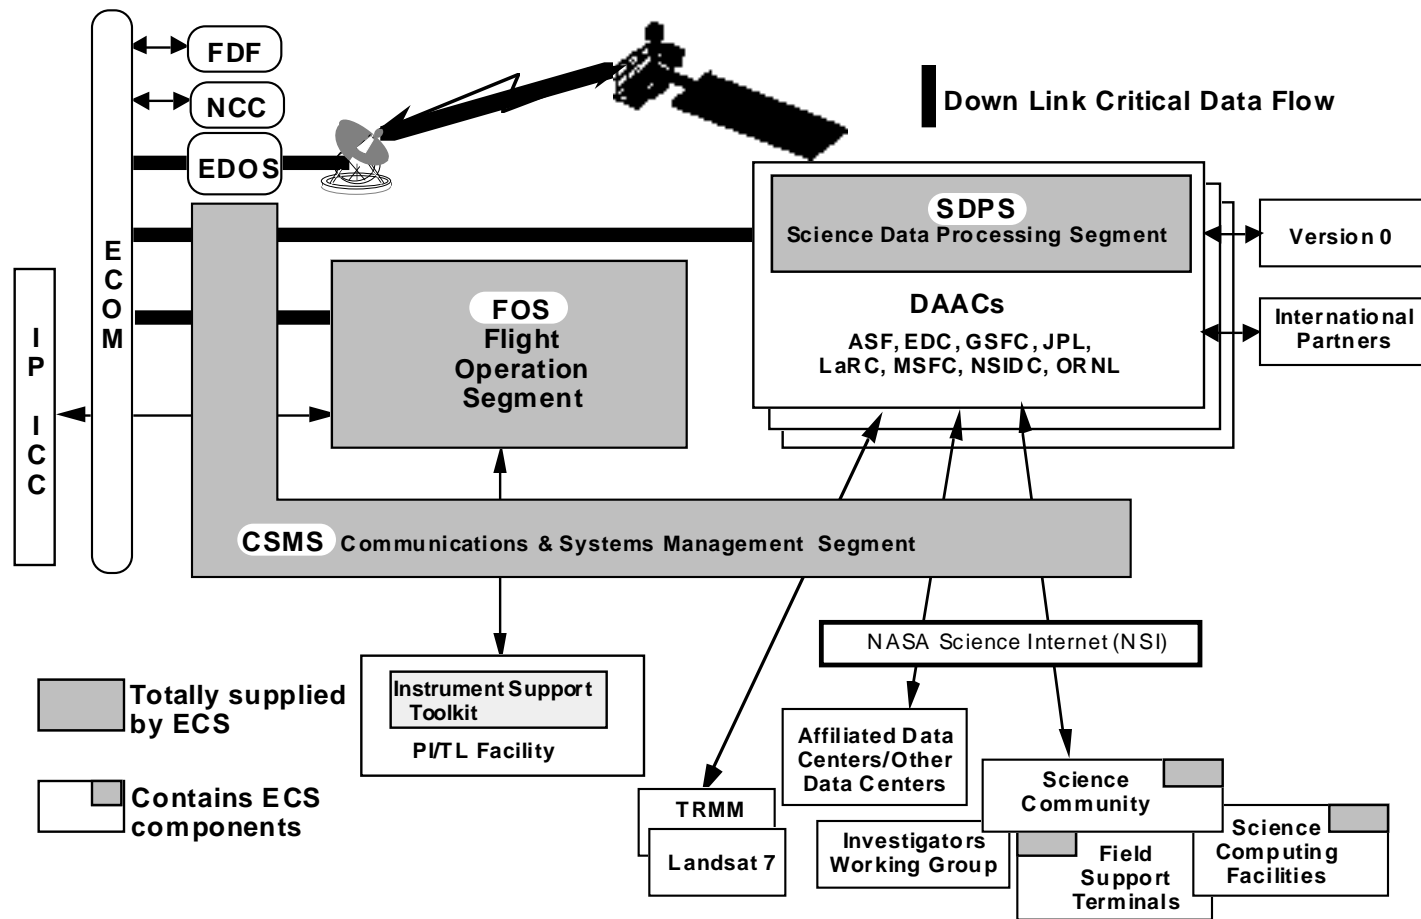 FDF
NCC
EDOS
Down Link Critical Data Flow
ECOM
IP ICC
SDPS
Science Data Processing Segment
DAACs
ASF, EDC, GSFC, JPL,
LaRC, MSFC, NSIDC, ORNL
Version 0
International
Partners
FOS
Flight
Operation
Segment
CSMS Communications & Systems Management Segment
NASA Science Internet (NSI)
Totally supplied
by ECS
Contains ECS
components
Instrument Support
Toolkit
PI/TL Facility
TRMM
Landsat 7
Affiliated Data
Centers/Other
Data Centers
Investigators
Working Group
Science
Community
Field
Support
Terminals
Science
Computing
Facilities